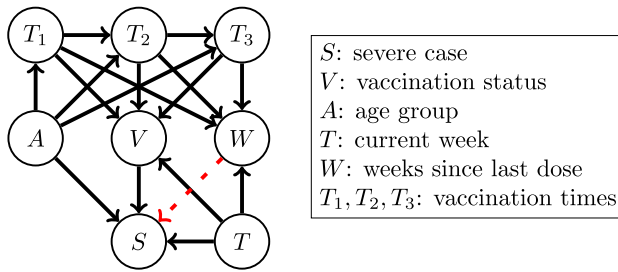 T₁ T₂ T₃
A V W
S T
S: severe case
V: vaccination status
A: age group
T: current week
W: weeks since last dose
T₁, T₂, T₃: vaccination times